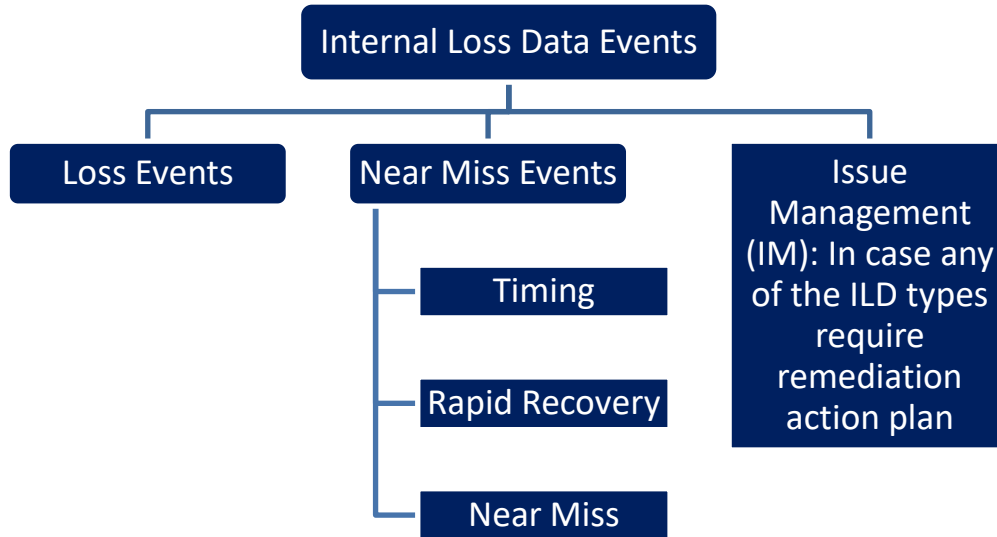 Internal Loss Data Events
Loss Events
Near Miss Events
Issue
Management
(IM): In case any
of the ILD types
require
remediation
action plan
Timing
Rapid Recovery
Near Miss